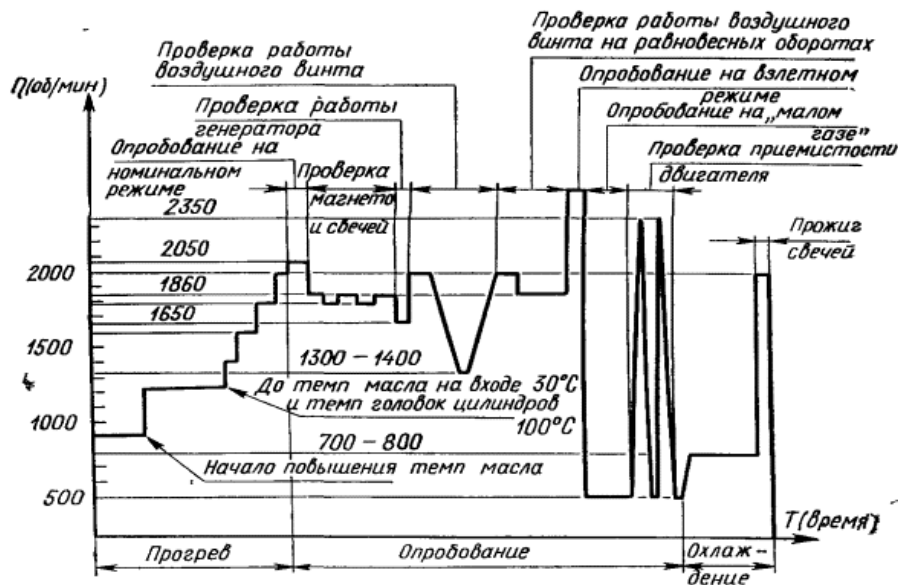 Проверка работы
воздушного винта
Проверка работы воздушного
винта на равновесных оборотах
η(об/мин)
Проверка работы
генератора
Опробование на взлетном
режиме
Опробование на „малом
газе“
Опробование на
номинальном
режиме
Проверка
магнето
и свечей
Проверка приемистости
двигателя
Прожиг
свечей
2350
2050
2000
1860
1650
1500
1300 – 1400
До темп масла на входе 30°С
и темп головок цилиндров
100°С
1000
700 – 800
Начало повышения темп масла
500
Т(время)
Прогрев
Опробование
Охлаж-
дение